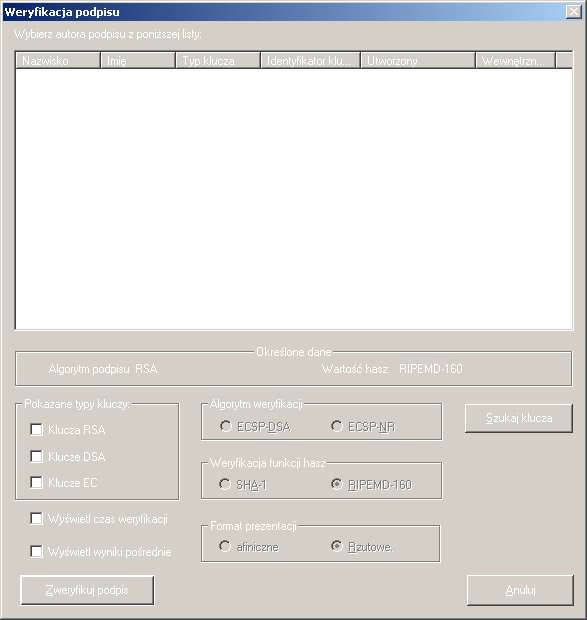 Weryfikacja podpisu
Wybierz autora podpisu z poniższej listy:
Nazwisko Imię Typ klucza Identyfikator klu... Utworzony Wewnętrzn...
Określone dane
Algorytm podpisu RSA Wartość hasz: RIPEMD-160
Pokazane typy kluczy:
Klucza RSA
Klucze DSA
Klucze EC
Algorytm weryfikacji
ECSP-DSA ECSP-NR
Szukaj klucza
Weryfikacja funkcji hasz
SHA-1 RIPEMD-160
Wyświetl czas weryfikacji
Wyświetl wyniki pośrednie
Format prezentacji
afiniczne Rzutowe.
Zweryfikuj podpis Anuluj